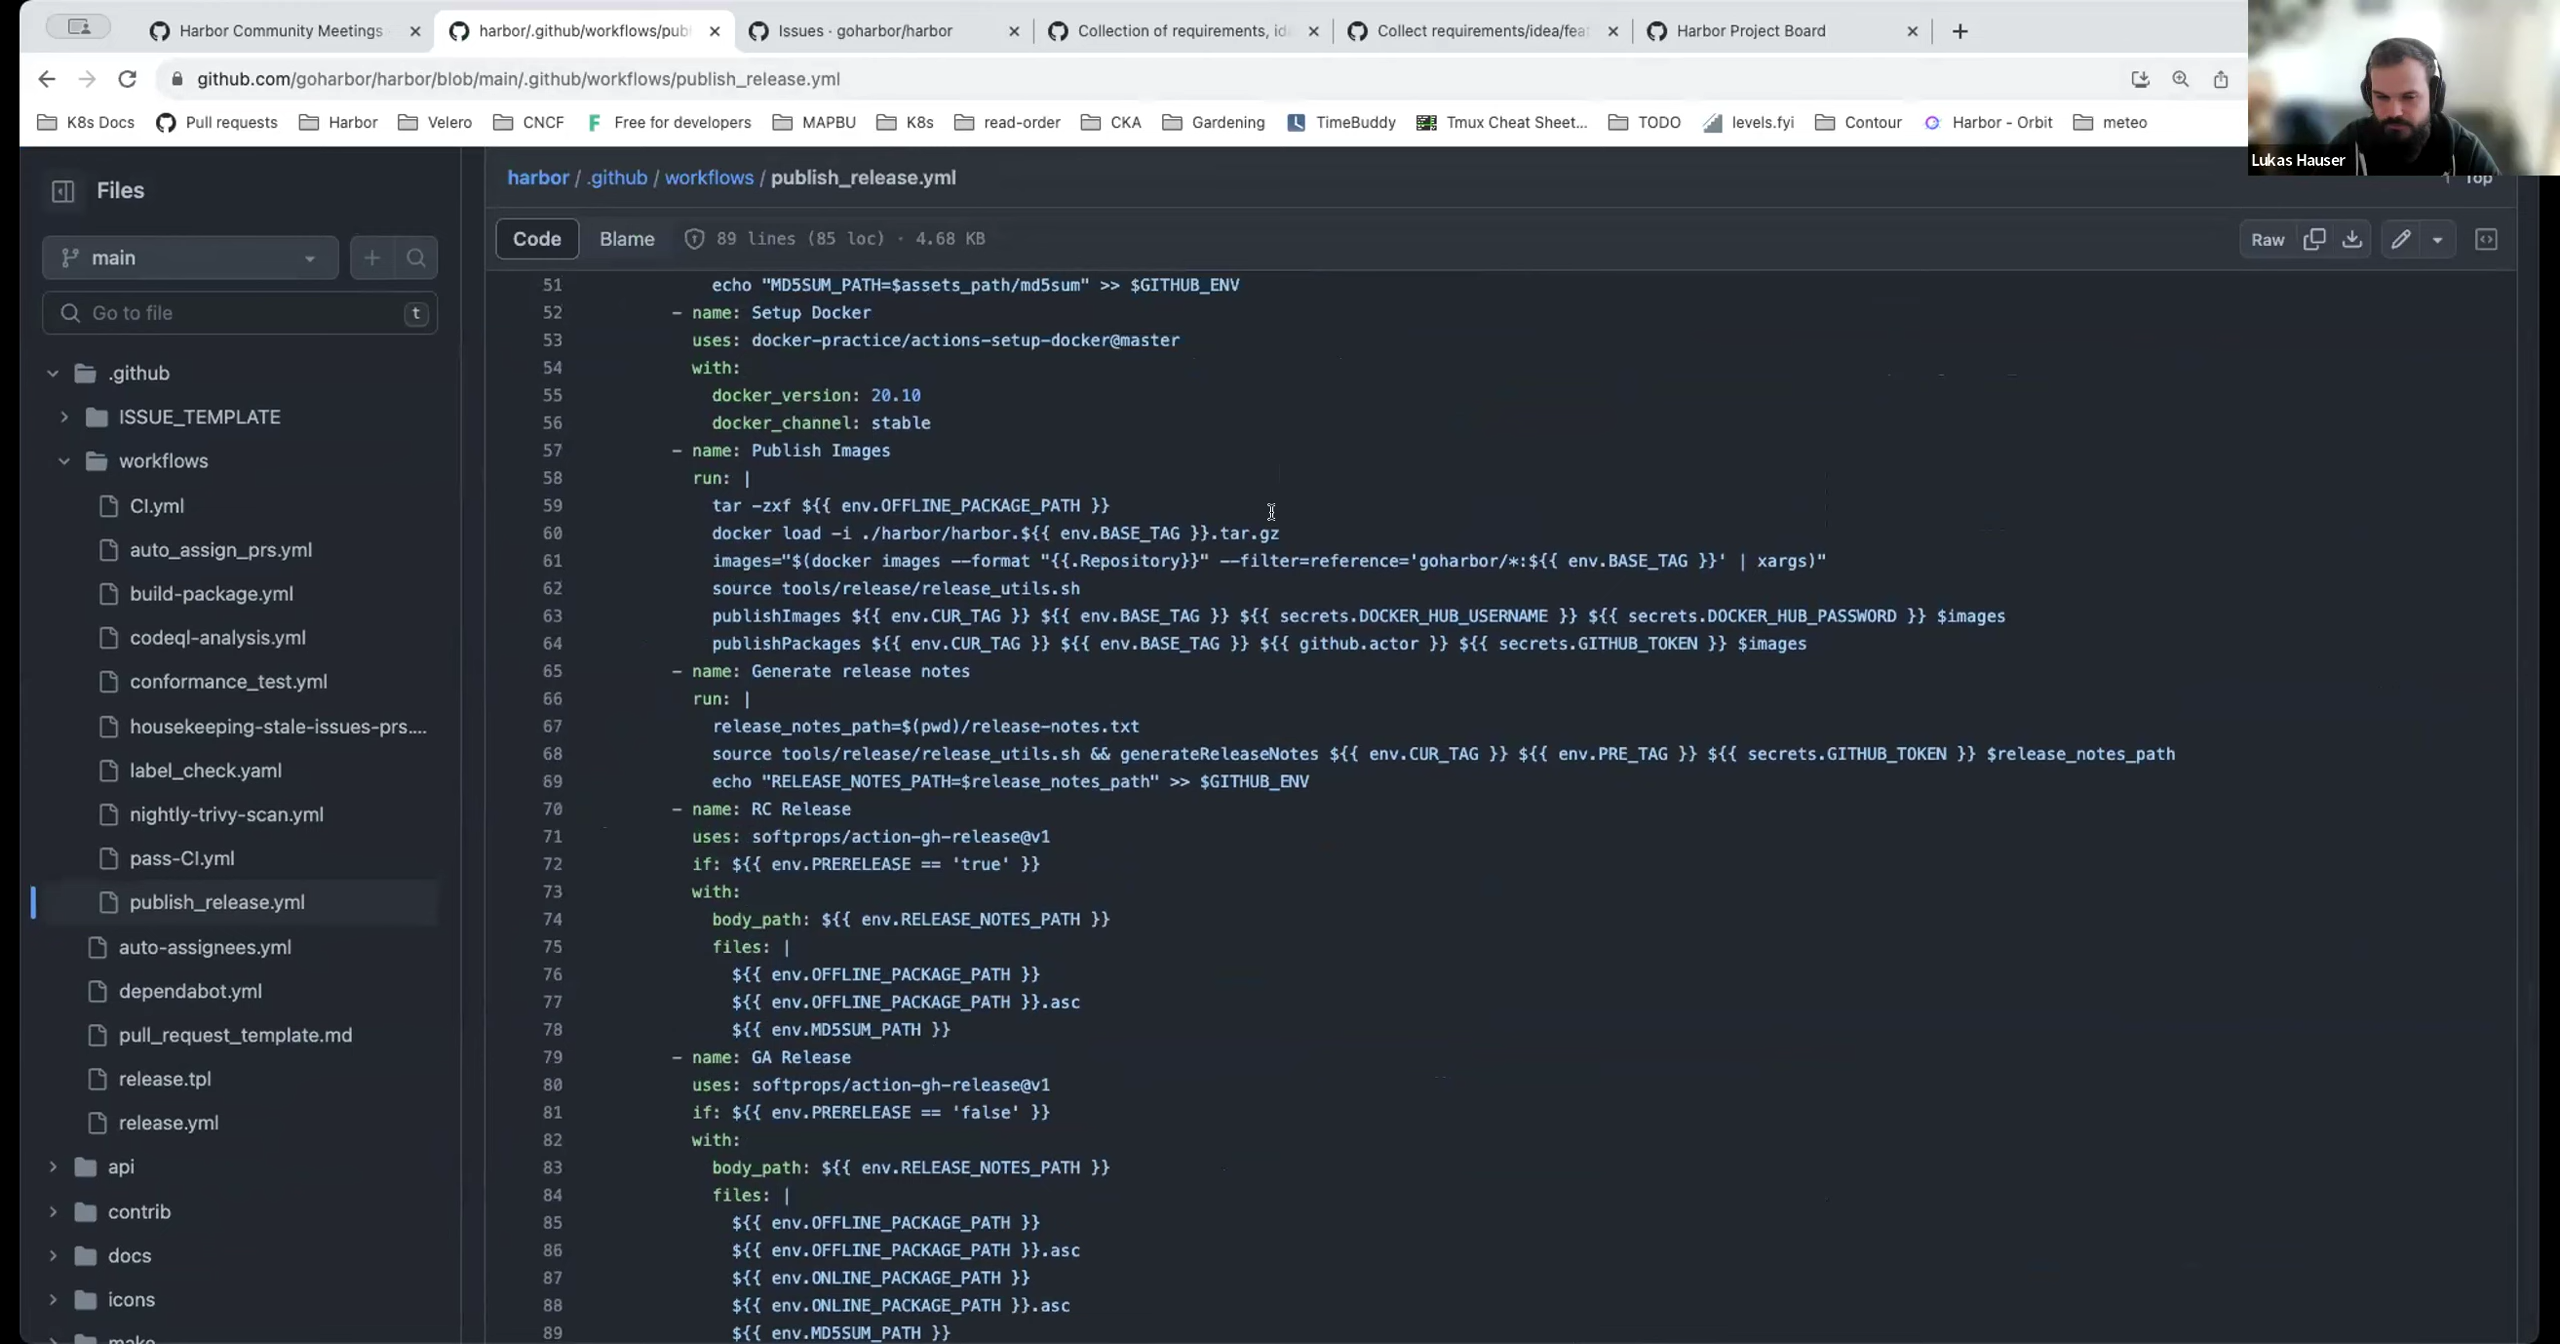 Harbor Community Meetings
harbor/.github/workflows/publ
Issues · goharbor/harbor
Collection of requirements, ide
Collect requirements/idea/feat
Harbor Project Board
github.com/goharbor/harbor/blob/main/.github/workflows/publish_release.yml
K8s Docs
Pull requests
Harbor
Velero
CNCF
Free for developers
MAPBU
K8s
read-order
CKA
Gardening
TimeBuddy
Tmux Cheat Sheet...
TODO
levels.fyi
Contour
Harbor - Orbit
meteo
Lukas Hauser
Files
harbor / .github / workflows / publish_release.yml
Top
main
Code
Blame
89 lines (85 loc) · 4.68 KB
Raw
Go to file
t
.github
ISSUE_TEMPLATE
workflows
CI.yml
auto_assign_prs.yml
build-package.yml
codeql-analysis.yml
conformance_test.yml
housekeeping-stale-issues-prs....
label_check.yaml
nightly-trivy-scan.yml
pass-CI.yml
publish_release.yml
auto-assignees.yml
dependabot.yml
pull_request_template.md
release.tpl
release.yml
api
contrib
docs
icons
make
51 echo "MD5SUM_PATH=$assets_path/md5sum" >> $GITHUB_ENV
52 - name: Setup Docker
53 uses: docker-practice/actions-setup-docker@master
54 with:
55 docker_version: 20.10
56 docker_channel: stable
57 - name: Publish Images
58 run: |
59 tar -zxf ${{ env.OFFLINE_PACKAGE_PATH }}
60 docker load -i ./harbor/harbor.${{ env.BASE_TAG }}.tar.gz
61 images="$(docker images --format "{{.Repository}}" --filter=reference='goharbor/*:${{ env.BASE_TAG }}' | xargs)"
62 source tools/release/release_utils.sh
63 publishImages ${{ env.CUR_TAG }} ${{ env.BASE_TAG }} ${{ secrets.DOCKER_HUB_USERNAME }} ${{ secrets.DOCKER_HUB_PASSWORD }} $images
64 publishPackages ${{ env.CUR_TAG }} ${{ env.BASE_TAG }} ${{ github.actor }} ${{ secrets.GITHUB_TOKEN }} $images
65 - name: Generate release notes
66 run: |
67 release_notes_path=$(pwd)/release-notes.txt
68 source tools/release/release_utils.sh && generateReleaseNotes ${{ env.CUR_TAG }} ${{ env.PRE_TAG }} ${{ secrets.GITHUB_TOKEN }} $release_notes_path
69 echo "RELEASE_NOTES_PATH=$release_notes_path" >> $GITHUB_ENV
70 - name: RC Release
71 uses: softprops/action-gh-release@v1
72 if: ${{ env.PRERELEASE == 'true' }}
73 with:
74 body_path: ${{ env.RELEASE_NOTES_PATH }}
75 files: |
76 ${{ env.OFFLINE_PACKAGE_PATH }}
77 ${{ env.OFFLINE_PACKAGE_PATH }}.asc
78 ${{ env.MD5SUM_PATH }}
79 - name: GA Release
80 uses: softprops/action-gh-release@v1
81 if: ${{ env.PRERELEASE == 'false' }}
82 with:
83 body_path: ${{ env.RELEASE_NOTES_PATH }}
84 files: |
85 ${{ env.OFFLINE_PACKAGE_PATH }}
86 ${{ env.OFFLINE_PACKAGE_PATH }}.asc
87 ${{ env.ONLINE_PACKAGE_PATH }}
88 ${{ env.ONLINE_PACKAGE_PATH }}.asc
89 ${{ env.MD5SUM_PATH }}